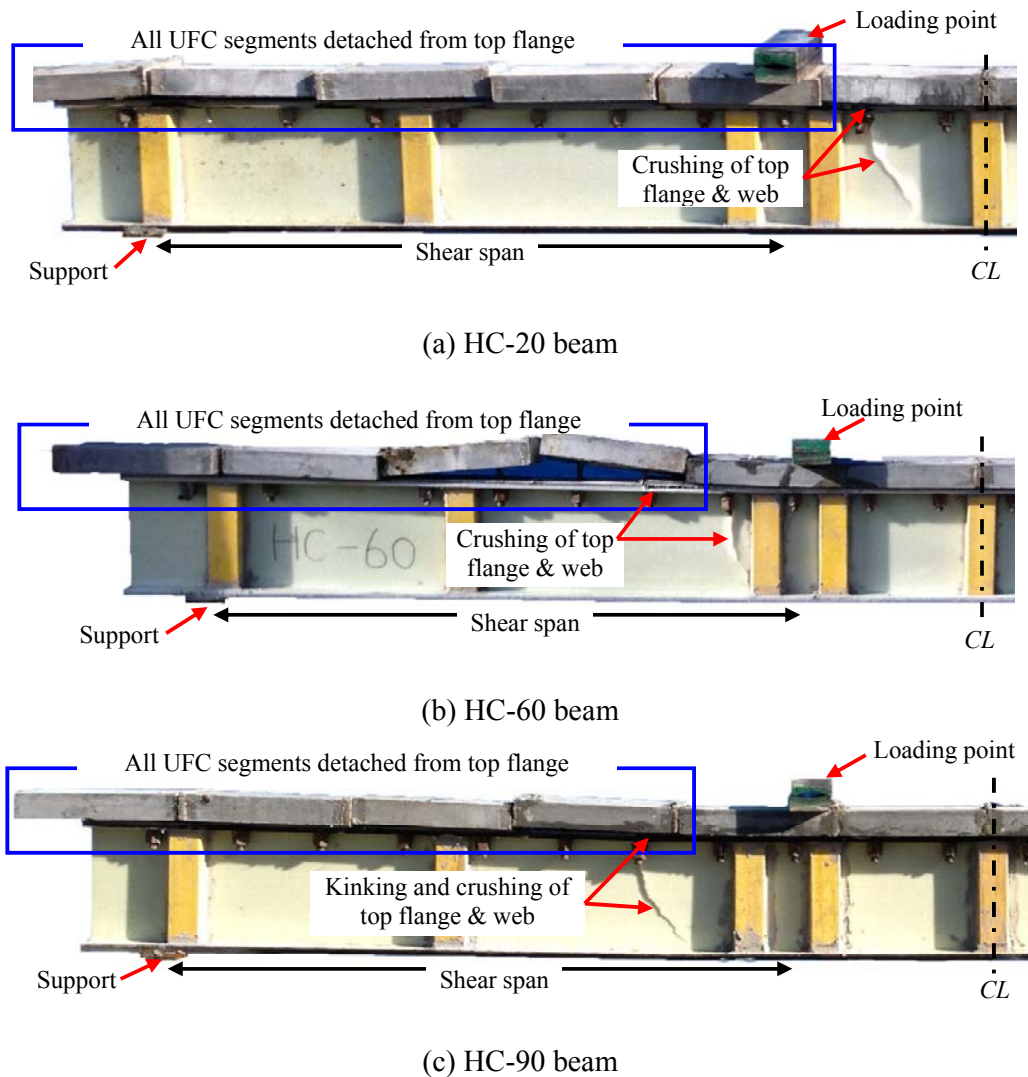 Loading point
All UFC segments detached from top flange
Crushing of top
flange & web
Shear span
Support
CL
(a) HC-20 beam
All UFC segments detached from top flange
Loading point
HC-60
Crushing of top
flange & web
Shear span
Support
CL
(b) HC-60 beam
Loading point
All UFC segments detached from top flange
Kinking and crushing of
top flange & web
Shear span
Support
CL
(c) HC-90 beam